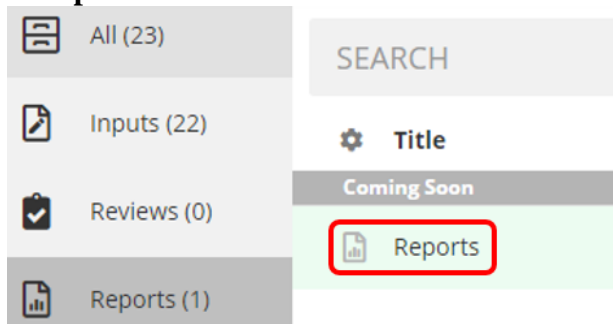 All (23)
Inputs (22)
Reviews (0)
Reports (1)
SEARCH
Title
Coming Soon
Reports